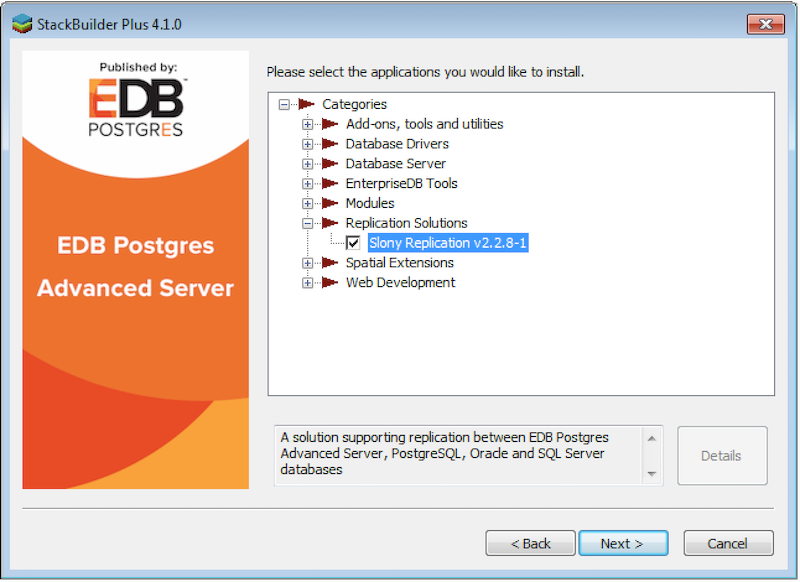 StackBuilder Plus 4.1.0
Published by:
EDB™
POSTGRES
EDB Postgres
Advanced Server
Please select the applications you would like to install.
Categories
Add-ons, tools and utilities
Database Drivers
Database Server
EnterpriseDB Tools
Modules
Replication Solutions
Slony Replication v2.2.8-1
Spatial Extensions
Web Development
A solution supporting replication between EDB Postgres
Advanced Server, PostgreSQL, Oracle and SQL Server
databases
Details
< Back
Next >
Cancel